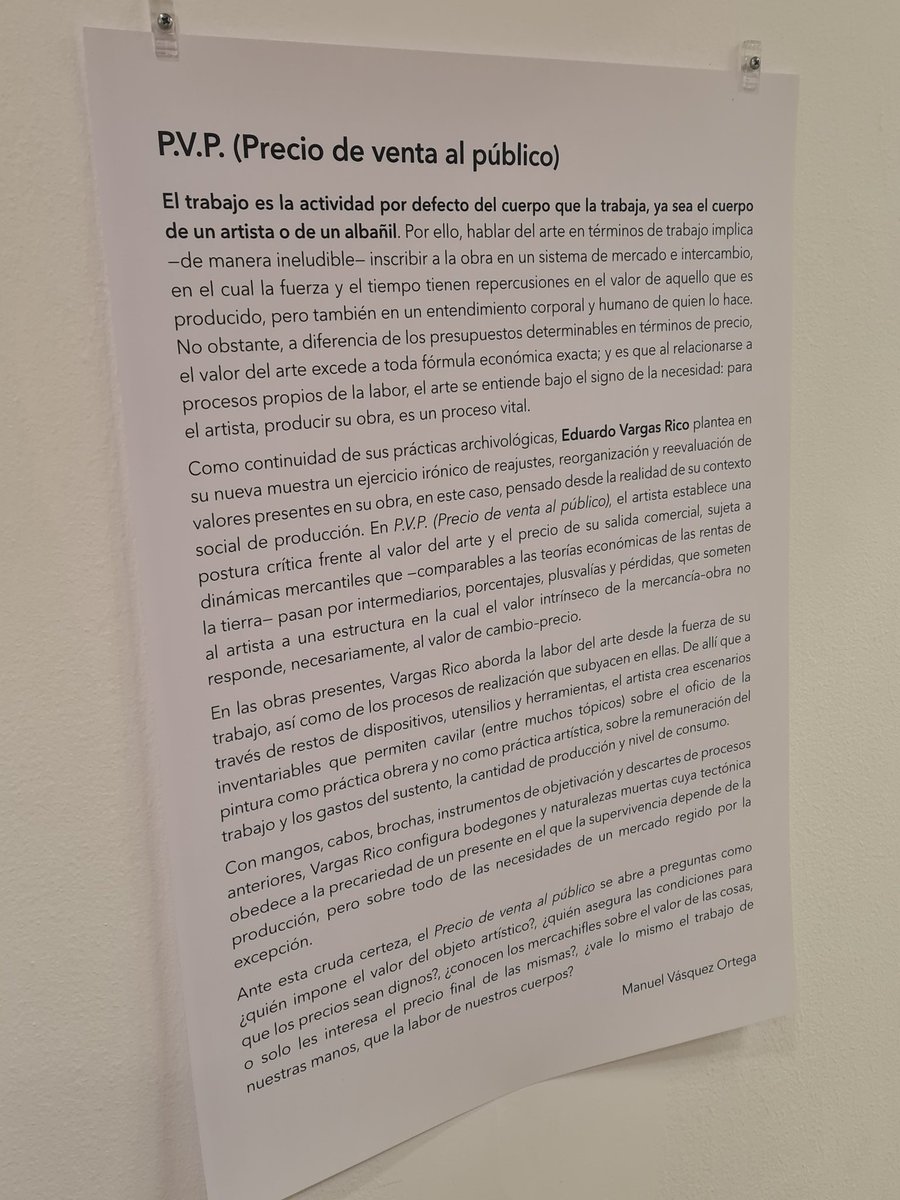 P.V.P. (Precio de venta al público)
El trabajo es la actividad por defecto del cuerpo que la trabaja, ya sea el cuerpo
de un artista o de un albañil. Por ello, hablar del arte en términos de trabajo implica
–de manera ineludible– inscribir a la obra en un sistema de mercado e intercambio,
en el cual la fuerza y el tiempo tienen repercusiones en el valor de aquello que es
producido, pero también en un entendimiento corporal y humano de quien lo hace.
No obstante, a diferencia de los presupuestos determinables en términos de precio,
el valor del arte excede a toda fórmula económica exacta; y es que al relacionarse a
procesos propios de la labor, el arte se entiende bajo el signo de la necesidad: para
el artista, producir su obra, es un proceso vital.
Como continuidad de sus prácticas archivológicas, Eduardo Vargas Rico plantea en
su nueva muestra un ejercicio irónico de reajustes, reorganización y reevaluación de
valores presentes en su obra, en este caso, pensado desde la realidad de su contexto
social de producción. En P.V.P. (Precio de venta al público), el artista establece una
postura crítica frente al valor del arte y el precio de su salida comercial, sujeta a
dinámicas mercantiles que –comparables a las teorías económicas de las rentas de
la tierra– pasan por intermediarios, porcentajes, plusvalías y pérdidas, que someten
al artista a una estructura en la cual el valor intrínseco de la mercancía-obra no
responde, necesariamente, al valor de cambio-precio.
En las obras presentes, Vargas Rico aborda la labor del arte desde la fuerza de su
trabajo, así como de los procesos de realización que subyacen en ellas. De allí que a
través de restos de dispositivos, utensilios y herramientas, el artista crea escenarios
inventariables que permiten cavilar (entre muchos tópicos) sobre el oficio de la
pintura como práctica obrera y no como práctica artística, sobre la remuneración del
trabajo y los gastos del sustento, la cantidad de producción y nivel de consumo.
Con mangos, cabos, brochas, instrumentos de objetivación y descartes de procesos
anteriores, Vargas Rico configura bodegones y naturalezas muertas cuya tectónica
obedece a la precariedad de un presente en el que la supervivencia depende de la
producción, pero sobre todo de las necesidades de un mercado regido por la
excepción.
Ante esta cruda certeza, el Precio de venta al público se abre a preguntas como
¿quién impone el valor del objeto artístico?, ¿quién asegura las condiciones para
que los precios sean dignos?, ¿conocen los mercachifles sobre el valor de las cosas,
o solo les interesa el precio final de las mismas?, ¿vale lo mismo el trabajo de
nuestras manos, que la labor de nuestros cuerpos?
Manuel Vásquez Ortega